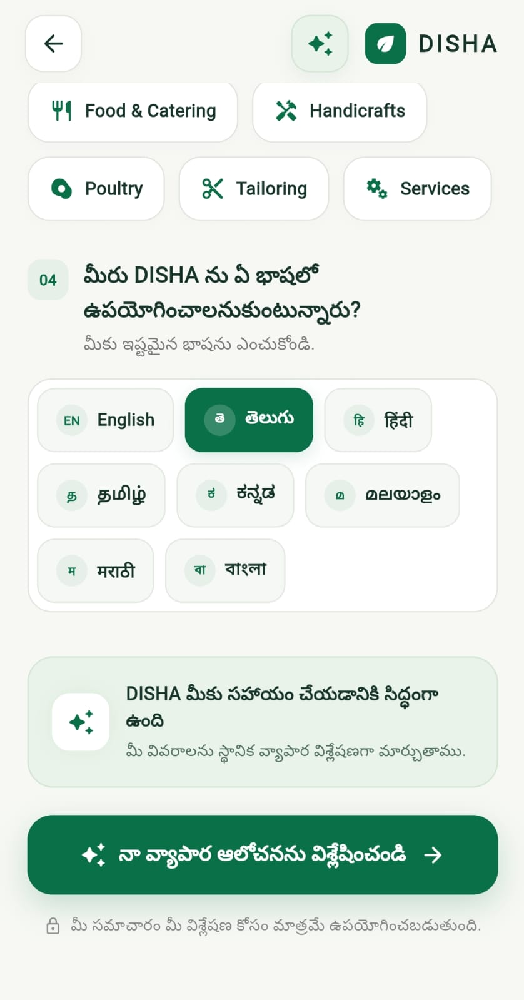 DISHA
Food & Catering
Handicrafts
Poultry
Tailoring
Services
04
మీరు DISHA ను ఏ భాషలో
ఉపయోగించాలనుకుంటున్నారు?
మీకు ఇష్టమైన భాషను ఎంచుకోండి.
EN English
తె తెలుగు
हि हिंदी
த தமிழ்
ಕ ಕನ್ನಡ
മ മലയാളം
म मराठी
বা বাংলা
DISHA మీకు సహాయం చేయడానికి సిద్ధంగా
ఉంది
మీ వివరాలను స్థానిక వ్యాపార విశ్లేషణగా మార్చుతాము.
నా వ్యాపార ఆలోచనను విశ్లేషించండి
మీ సమాచారం మీ విశ్లేషణ కోసం మాత్రమే ఉపయోగించబడుతుంది.